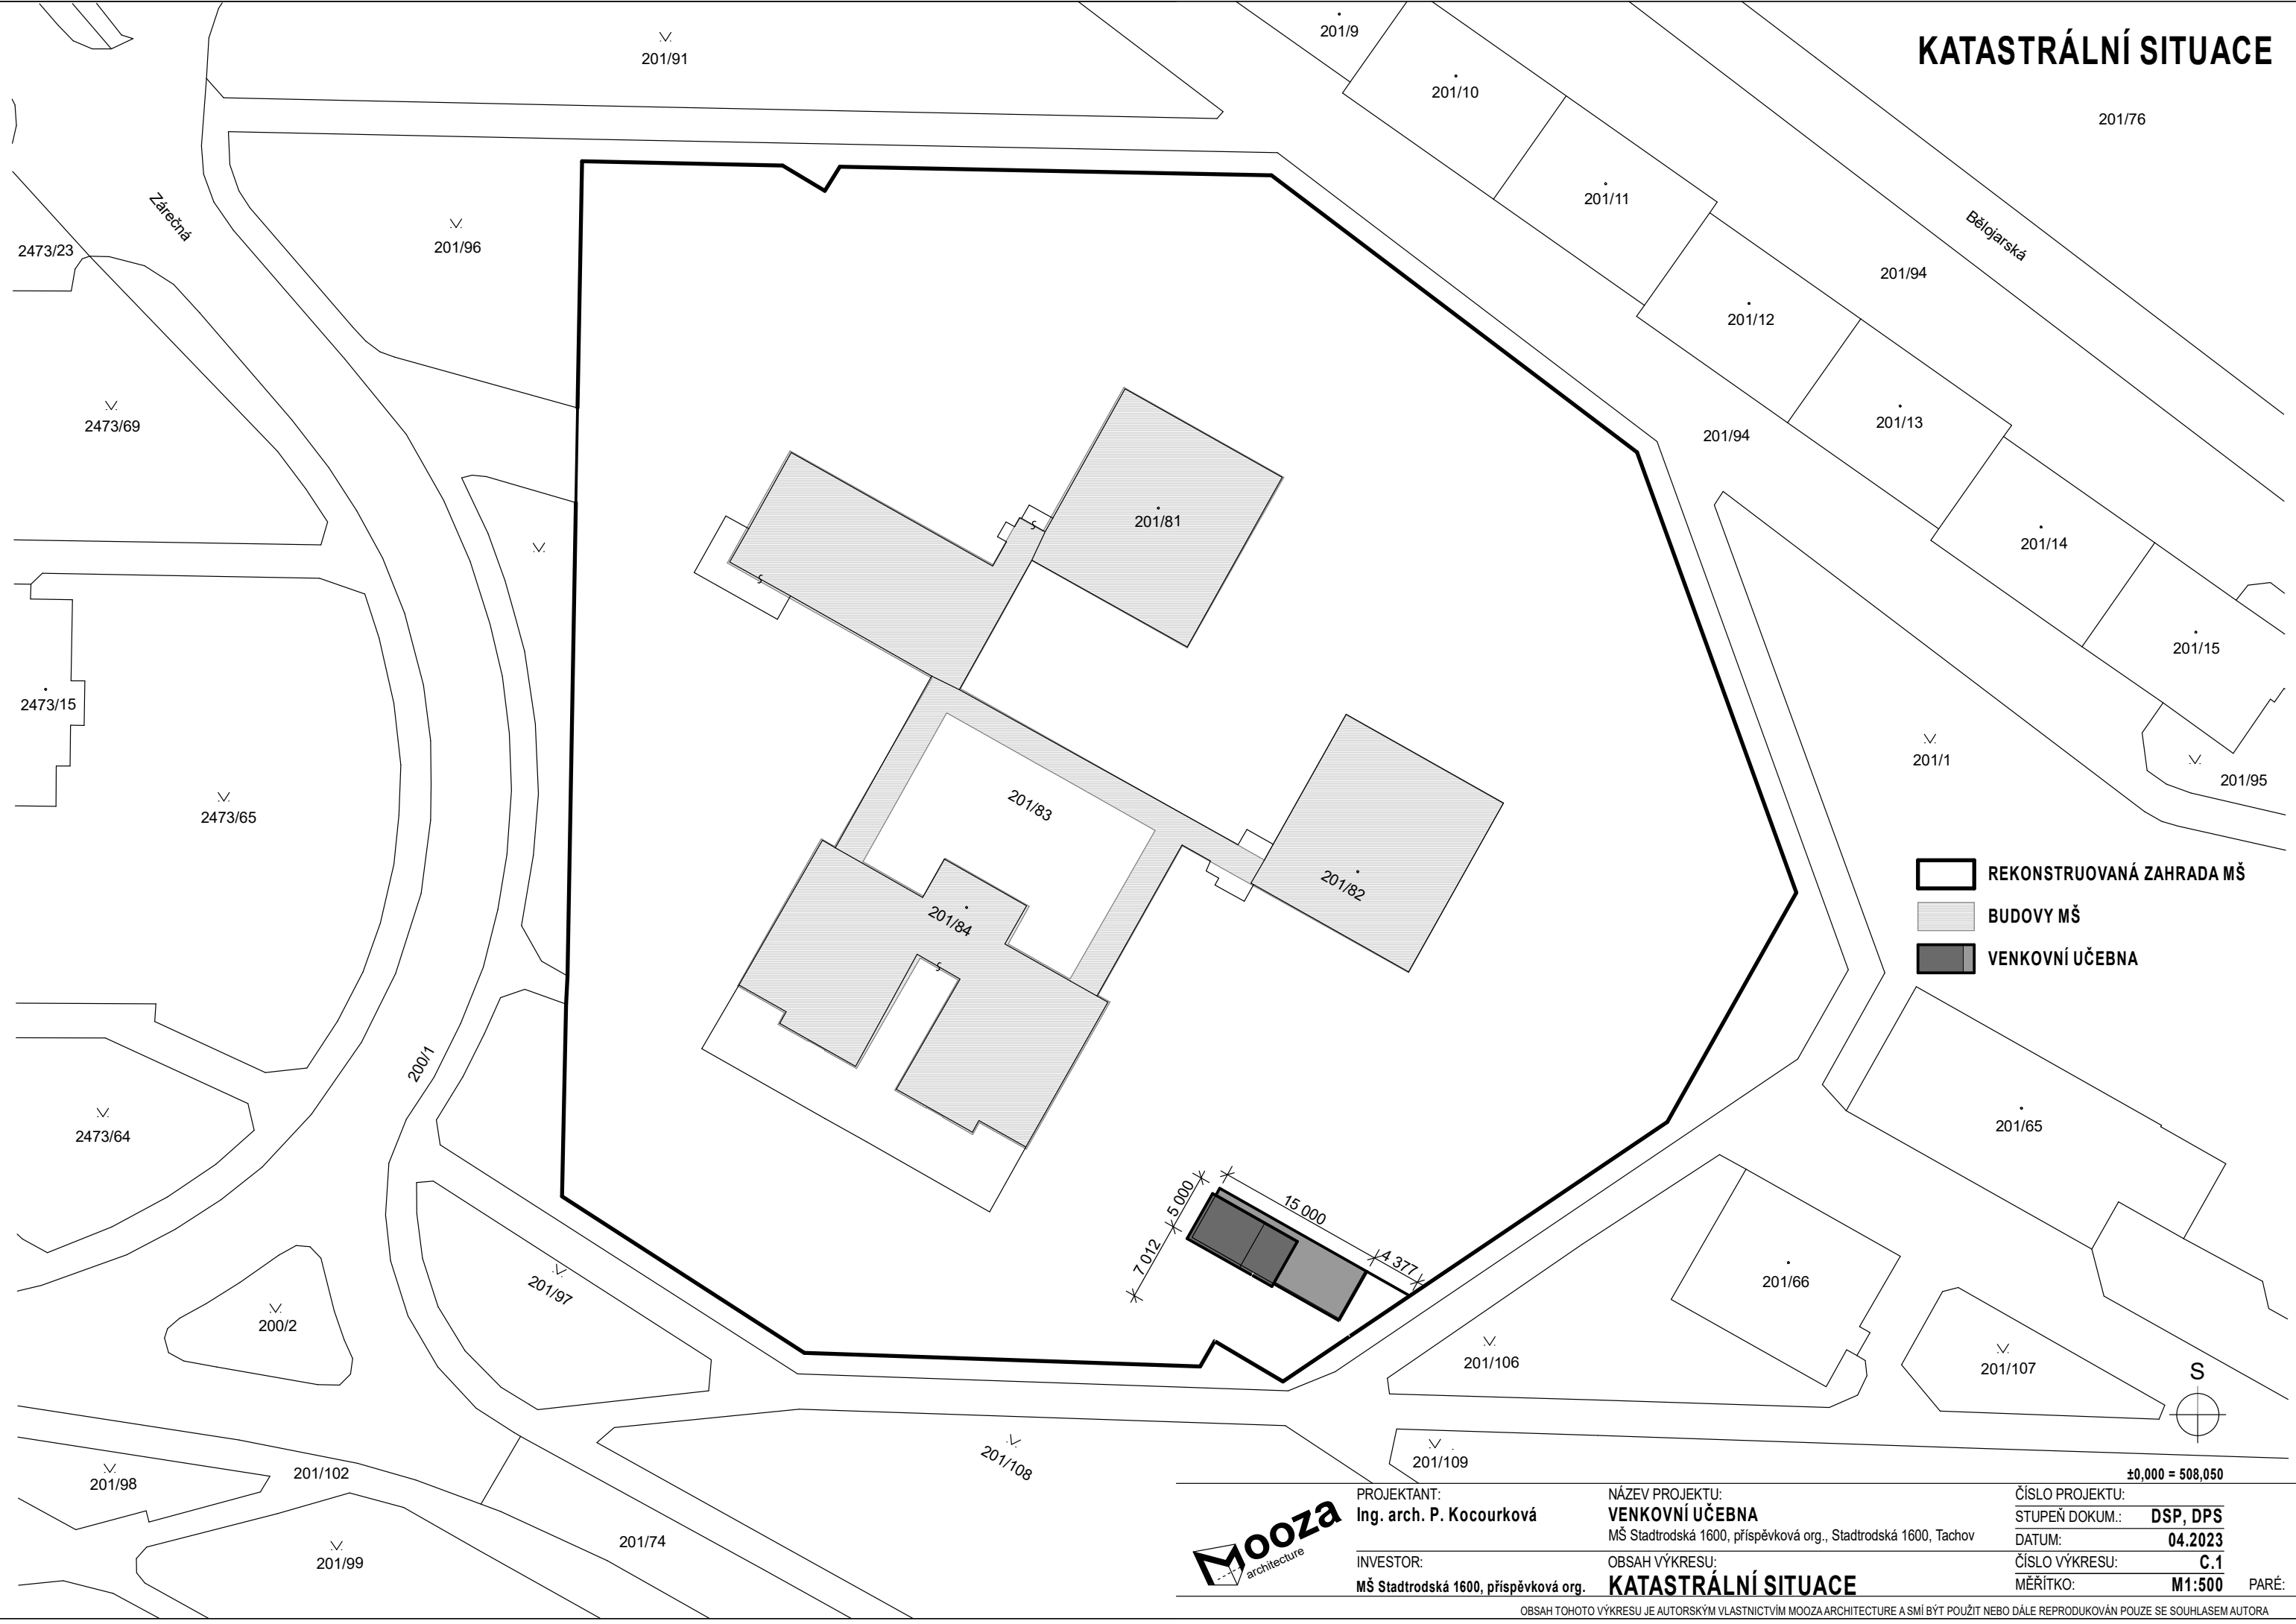 KATASTRÁLNÍ SITUACE
201/9
201/91
201/10
201/76
201/11
Zárečná
2473/23
201/96
Bělojarská
201/94
201/12
201/13
2473/69
201/94
201/81
201/14
201/15
2473/15
201/1
201/95
2473/65
201/83
REKONSTRUOVANÁ ZAHRADA MŠ
201/82
BUDOVY MŠ
201/84
VENKOVNÍ UČEBNA
200/1
2473/64
201/65
5 000
15 000
7 012
4 377
201/66
201/97
200/2
201/106
201/107
S
201/108
201/109
201/98
201/102
201/74
201/99
±0,000 = 508,050
Mooza
architecture
PROJEKTANT:
Ing. arch. P. Kocourková
INVESTOR:
MŠ Stadtrodská 1600, příspěvková org.
NÁZEV PROJEKTU:
VENKOVNÍ UČEBNA
MŠ Stadtrodská 1600, příspěvková org., Stadtrodská 1600, Tachov
OBSAH VÝKRESU:
KATASTRÁLNÍ SITUACE
ČÍSLO PROJEKTU:
STUPEŇ DOKUM.: DSP, DPS
DATUM: 04.2023
ČÍSLO VÝKRESU: C.1
MĚŘÍTKO: M1:500 PARÉ:
OBSAH TOHOTO VÝKRESU JE AUTORSKÝM VLASTNICTVÍM MOOZA ARCHITECTURE A SMÍ BÝT POUŽIT NEBO DÁLE REPRODUKOVÁN POUZE SE SOUHLASEM AUTORA